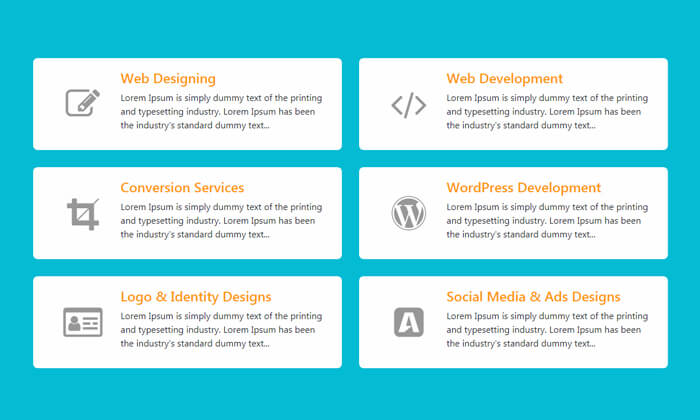 Web Designing
Lorem Ipsum is simply dummy text of the printing
and typesetting industry. Lorem Ipsum has been
the industry's standard dummy text...
Web Development
Lorem Ipsum is simply dummy text of the printing
and typesetting industry. Lorem Ipsum has been
the industry's standard dummy text...
Conversion Services
Lorem Ipsum is simply dummy text of the printing
and typesetting industry. Lorem Ipsum has been
the industry's standard dummy text...
WordPress Development
Lorem Ipsum is simply dummy text of the printing
and typesetting industry. Lorem Ipsum has been
the industry's standard dummy text...
Logo & Identity Designs
Lorem Ipsum is simply dummy text of the printing
and typesetting industry. Lorem Ipsum has been
the industry's standard dummy text...
Social Media & Ads Designs
Lorem Ipsum is simply dummy text of the printing
and typesetting industry. Lorem Ipsum has been
the industry's standard dummy text...